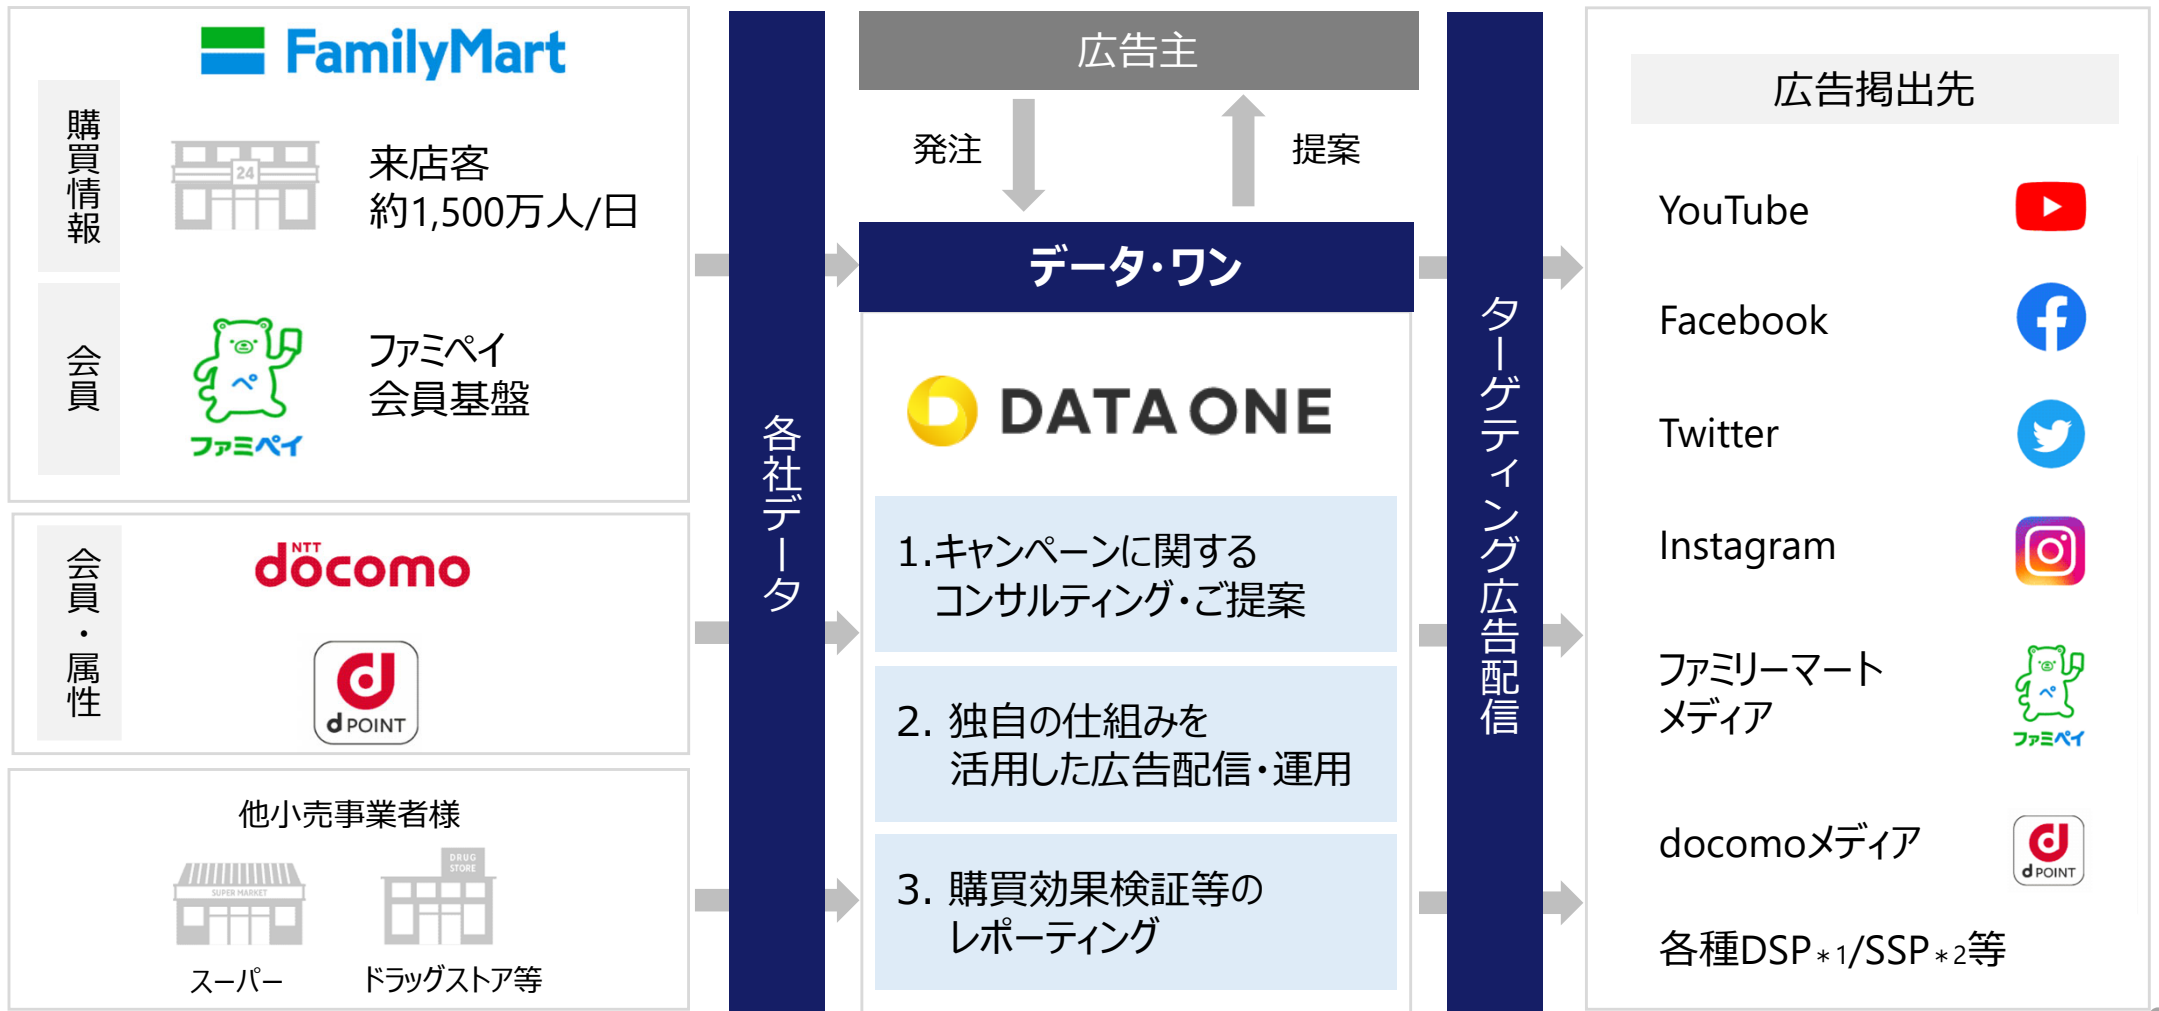 FamilyMart
購買情報
24
来店客
約1,500万人/日
会員
ペ
ファミペイ
ファミペイ
会員基盤
会員・属性
NTT
docomo
d
d POINT
他小売事業者様
SUPER MARKET
DRUG
STORE
スーパー
ドラッグストア等
各社データ
広告主
発注
提案
データ・ワン
DATA ONE
1.キャンペーンに関する
コンサルティング・ご提案
2. 独自の仕組みを
活用した広告配信・運用
3. 購買効果検証等の
レポーティング
ターゲティング広告配信
広告掲出先
YouTube
Facebook
f
Twitter
Instagram
ファミリーマート
メディア
ペ
ファミペイ
docomoメディア
d
d POINT
各種DSP＊1/SSP＊2等